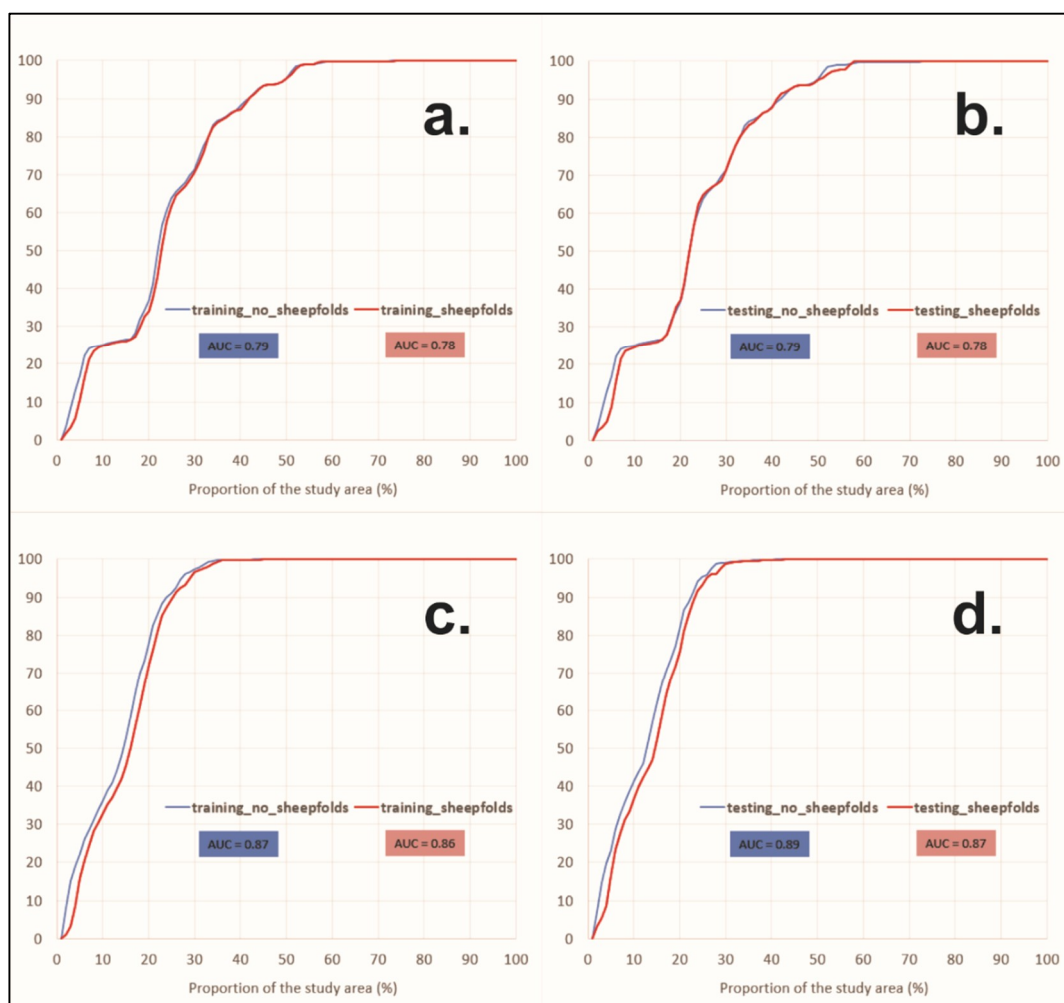 100
90
80
70
60
50
40
30
20
10
0
a.
training_no_sheepfolds training_sheepfolds
AUC = 0.79 AUC = 0.78
0 10 20 30 40 50 60 70 80 90 100
Proportion of the study area (%)
100
90
80
70
60
50
40
30
20
10
0
b.
testing_no_sheepfolds testing_sheepfolds
AUC = 0.79 AUC = 0.78
0 10 20 30 40 50 60 70 80 90 100
Proportion of the study area (%)
100
90
80
70
60
50
40
30
20
10
0
c.
training_no_sheepfolds training_sheepfolds
AUC = 0.87 AUC = 0.86
0 10 20 30 40 50 60 70 80 90 100
Proportion of the study area (%)
100
90
80
70
60
50
40
30
20
10
0
d.
testing_no_sheepfolds testing_sheepfolds
AUC = 0.89 AUC = 0.87
0 10 20 30 40 50 60 70 80 90 100
Proportion of the study area (%)